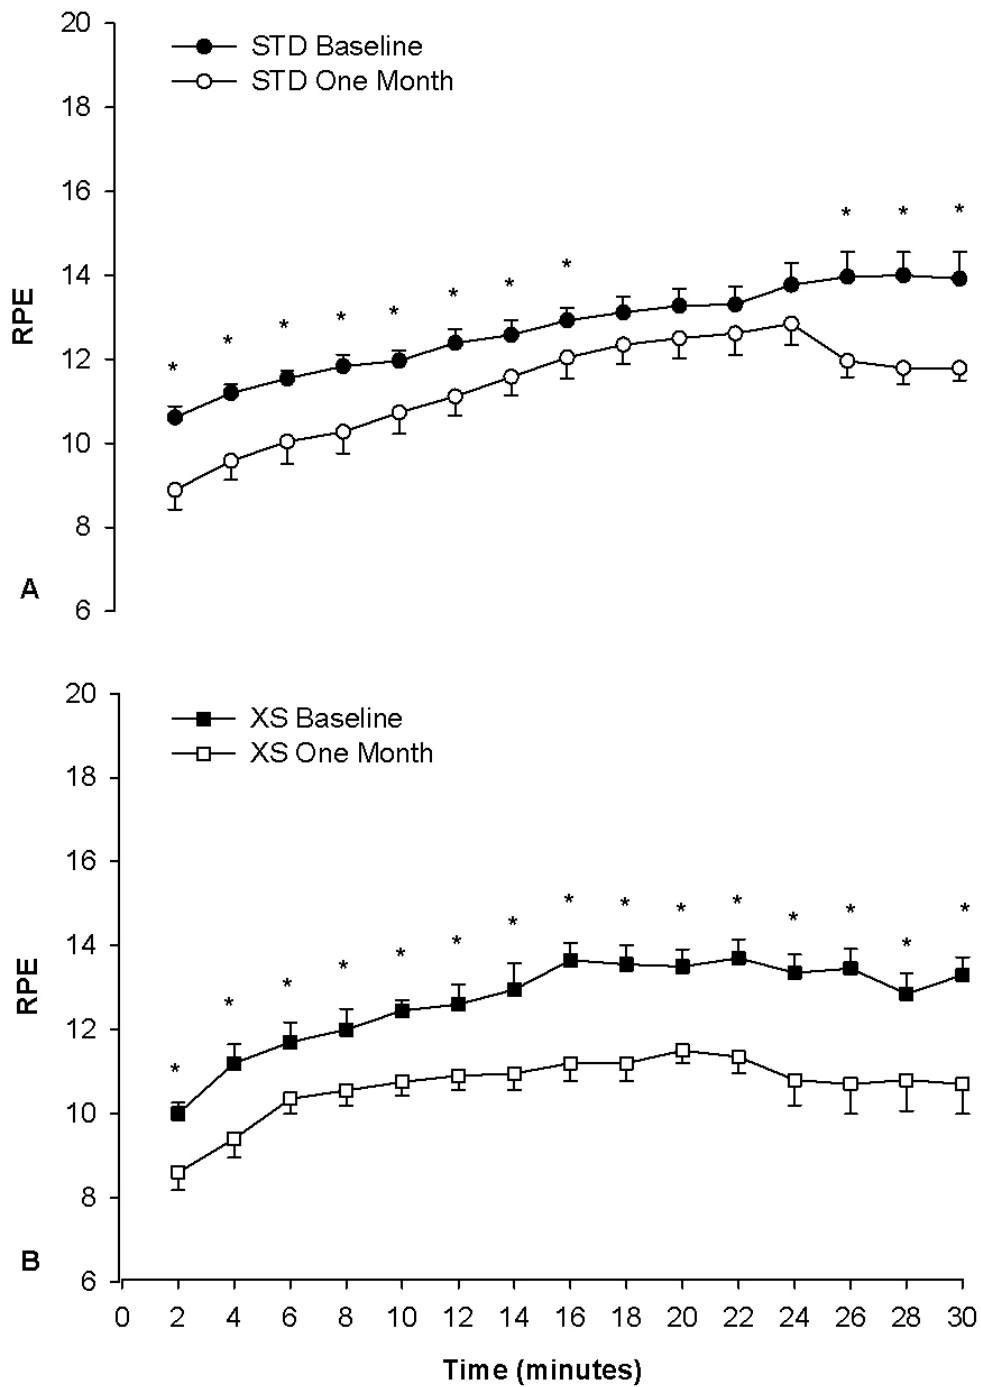 20
STD Baseline
STD One Month
18
16
* * *
*
*
*
*
*
*
*
*
14
RPE
12
10
8
A
6
20
XS Baseline
XS One Month
18
16
* * * * * * * *
*
*
*
*
*
*
*
14
RPE
12
10
8
B
6
0 2 4 6 8 10 12 14 16 18 20 22 24 26 28 30
Time (minutes)